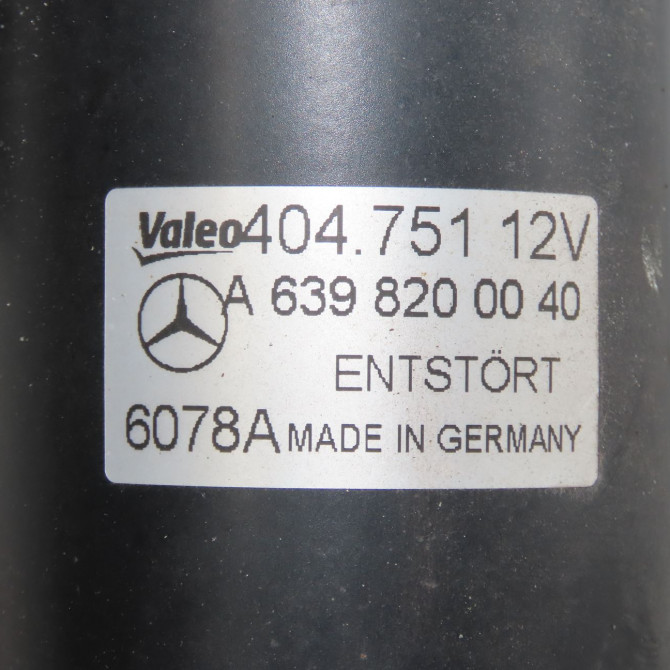 Valeo 404.751 12V
A 639 820 00 40
ENTSTÖRT
6078A MADE IN GERMANY